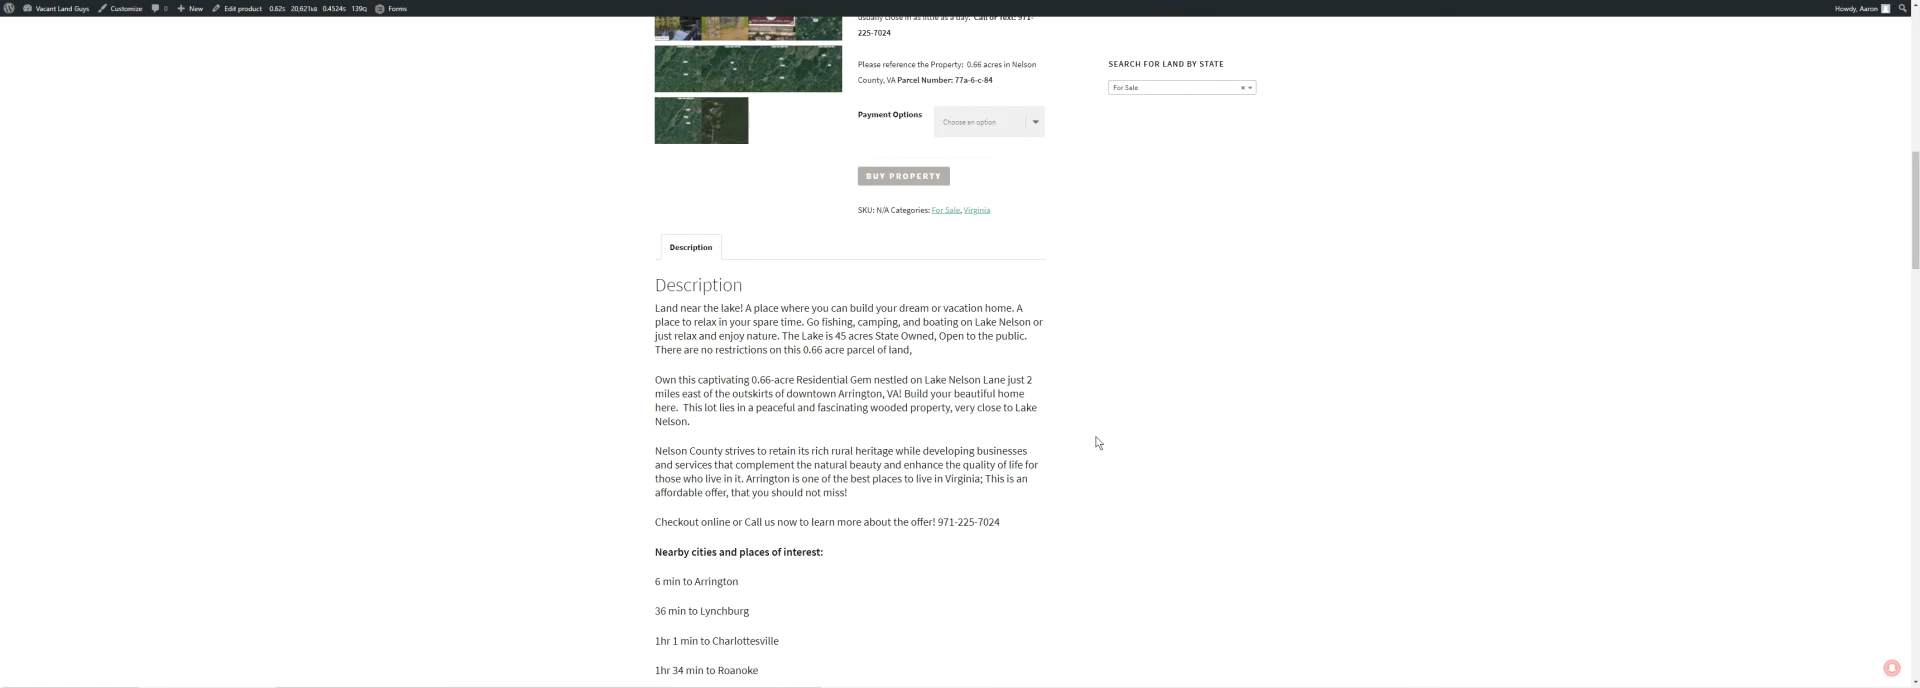 Vacant Land Guys Customize 0 New Edit product 0.62s 20,621kB 0.4524s 139Q Forms Howdy, Aaron
usually close in as little as a day. Call or Text: 971-
225-7024
Please reference the Property: 0.66 acres in Nelson
County, VA Parcel Number: 77a-6-c-84
SEARCH FOR LAND BY STATE
For Sale × 
Payment Options Choose an option
BUY PROPERTY
SKU: N/A Categories: For Sale, Virginia
Description
Description
Land near the lake! A place where you can build your dream or vacation home. A
place to relax in your spare time. Go fishing, camping, and boating on Lake Nelson or
just relax and enjoy nature. The Lake is 45 acres State Owned, Open to the public.
There are no restrictions on this 0.66 acre parcel of land,
Own this captivating 0.66-acre Residential Gem nestled on Lake Nelson Lane just 2
miles east of the outskirts of downtown Arrington, VA! Build your beautiful home
here. This lot lies in a peaceful and fascinating wooded property, very close to Lake
Nelson.
Nelson County strives to retain its rich rural heritage while developing businesses
and services that complement the natural beauty and enhance the quality of life for
those who live in it. Arrington is one of the best places to live in Virginia; This is an
affordable offer, that you should not miss!
Checkout online or Call us now to learn more about the offer! 971-225-7024
Nearby cities and places of interest:
6 min to Arrington
36 min to Lynchburg
1hr 1 min to Charlottesville
1hr 34 min to Roanoke